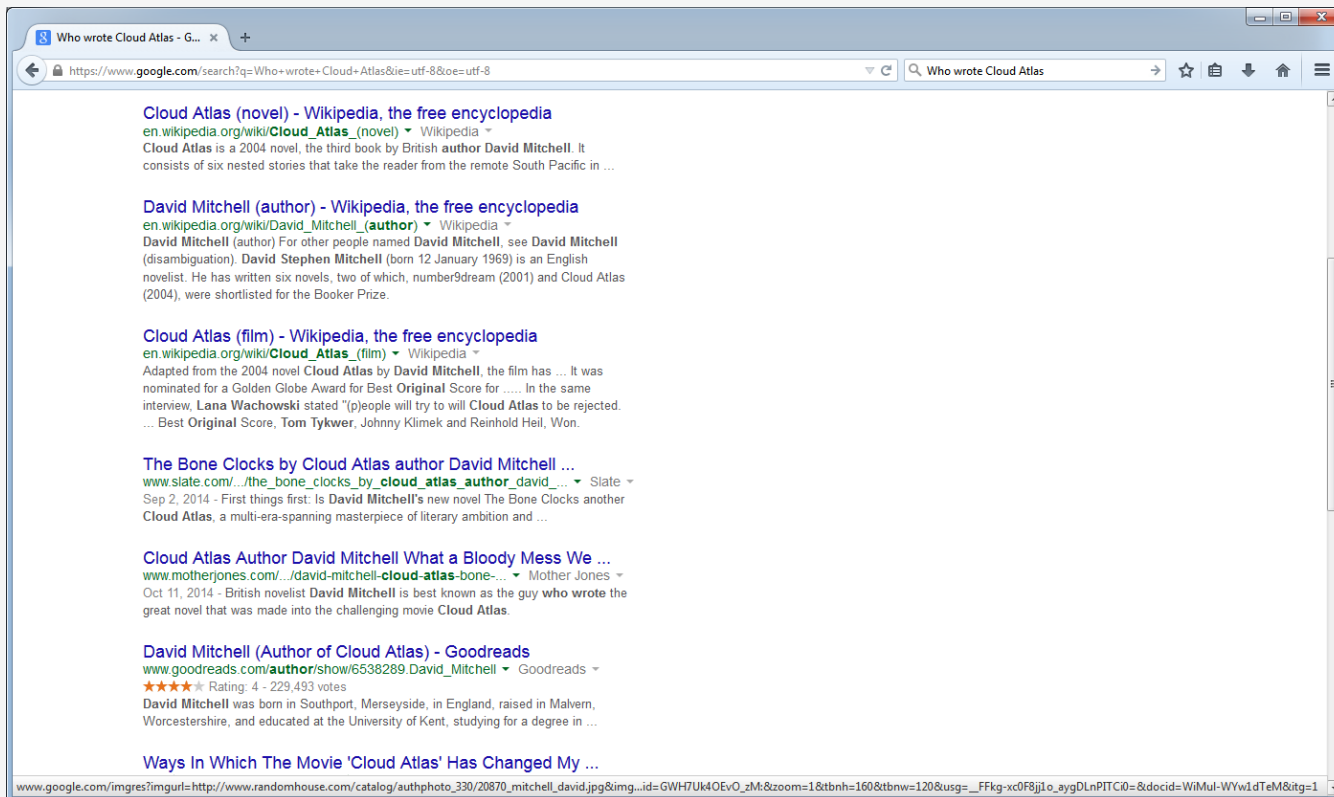 Who wrote Cloud Atlas - G...
https://www.google.com/search?q=Who+wrote+Cloud+Atlas&ie=utf-8&oe=utf-8
Who wrote Cloud Atlas
Cloud Atlas (novel) - Wikipedia, the free encyclopedia
en.wikipedia.org/wiki/Cloud_Atlas_(novel) Wikipedia
Cloud Atlas is a 2004 novel, the third book by British author David Mitchell. It
consists of six nested stories that take the reader from the remote South Pacific in ...
David Mitchell (author) - Wikipedia, the free encyclopedia
en.wikipedia.org/wiki/David_Mitchell_(author) Wikipedia
David Mitchell (author) For other people named David Mitchell, see David Mitchell
(disambiguation). David Stephen Mitchell (born 12 January 1969) is an English
novelist. He has written six novels, two of which, number9dream (2001) and Cloud Atlas
(2004), were shortlisted for the Booker Prize.
Cloud Atlas (film) - Wikipedia, the free encyclopedia
en.wikipedia.org/wiki/Cloud_Atlas_(film) Wikipedia
Adapted from the 2004 novel Cloud Atlas by David Mitchell, the film has ... It was
nominated for a Golden Globe Award for Best Original Score for ..... In the same
interview, Lana Wachowski stated "(p)eople will try to will Cloud Atlas to be rejected.
... Best Original Score, Tom Tykwer, Johnny Klimek and Reinhold Heil, Won.
The Bone Clocks by Cloud Atlas author David Mitchell ...
www.slate.com/.../the_bone_clocks_by_cloud_atlas_author_david_... Slate
Sep 2, 2014 - First things first: Is David Mitchell's new novel The Bone Clocks another
Cloud Atlas, a multi-era-spanning masterpiece of literary ambition and ...
Cloud Atlas Author David Mitchell What a Bloody Mess We ...
www.motherjones.com/.../david-mitchell-cloud-atlas-bone-... Mother Jones
Oct 11, 2014 - British novelist David Mitchell is best known as the guy who wrote the
great novel that was made into the challenging movie Cloud Atlas.
David Mitchell (Author of Cloud Atlas) - Goodreads
www.goodreads.com/author/show/6538289.David_Mitchell Goodreads
Rating: 4 - 229,493 votes
David Mitchell was born in Southport, Merseyside, in England, raised in Malvern,
Worcestershire, and educated at the University of Kent, studying for a degree in ...
Ways In Which The Movie 'Cloud Atlas' Has Changed My ...
www.google.com/imgres?imgurl=http://www.randomhouse.com/catalog/authphoto_330/20870_mitchell_david.jpg&img...id=GWH7Uk4OEvO_zM:&zoom=1&tbnh=160&tbnw=120&usg=__FFkg-xc0F8jj1o_aygDLnPITCi0=&docid=WiMuI-WYw1dTeM&itg=1